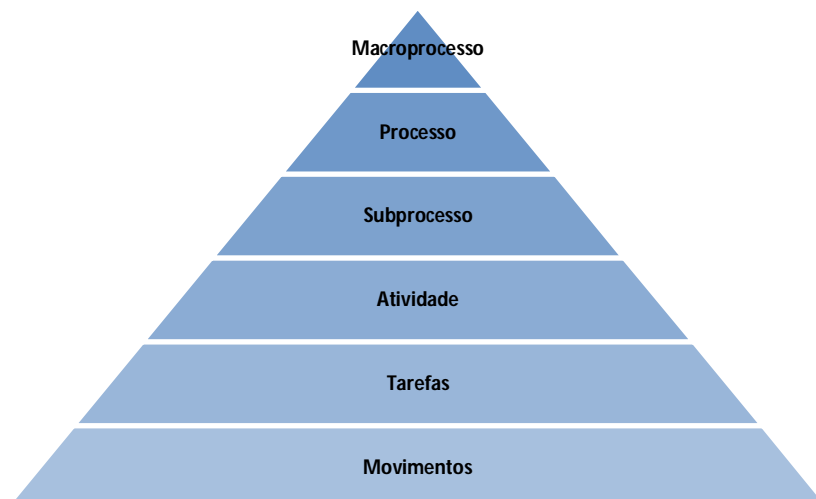 Macroprocesso
Processo
Subprocesso
Atividade
Tarefas
Movimentos